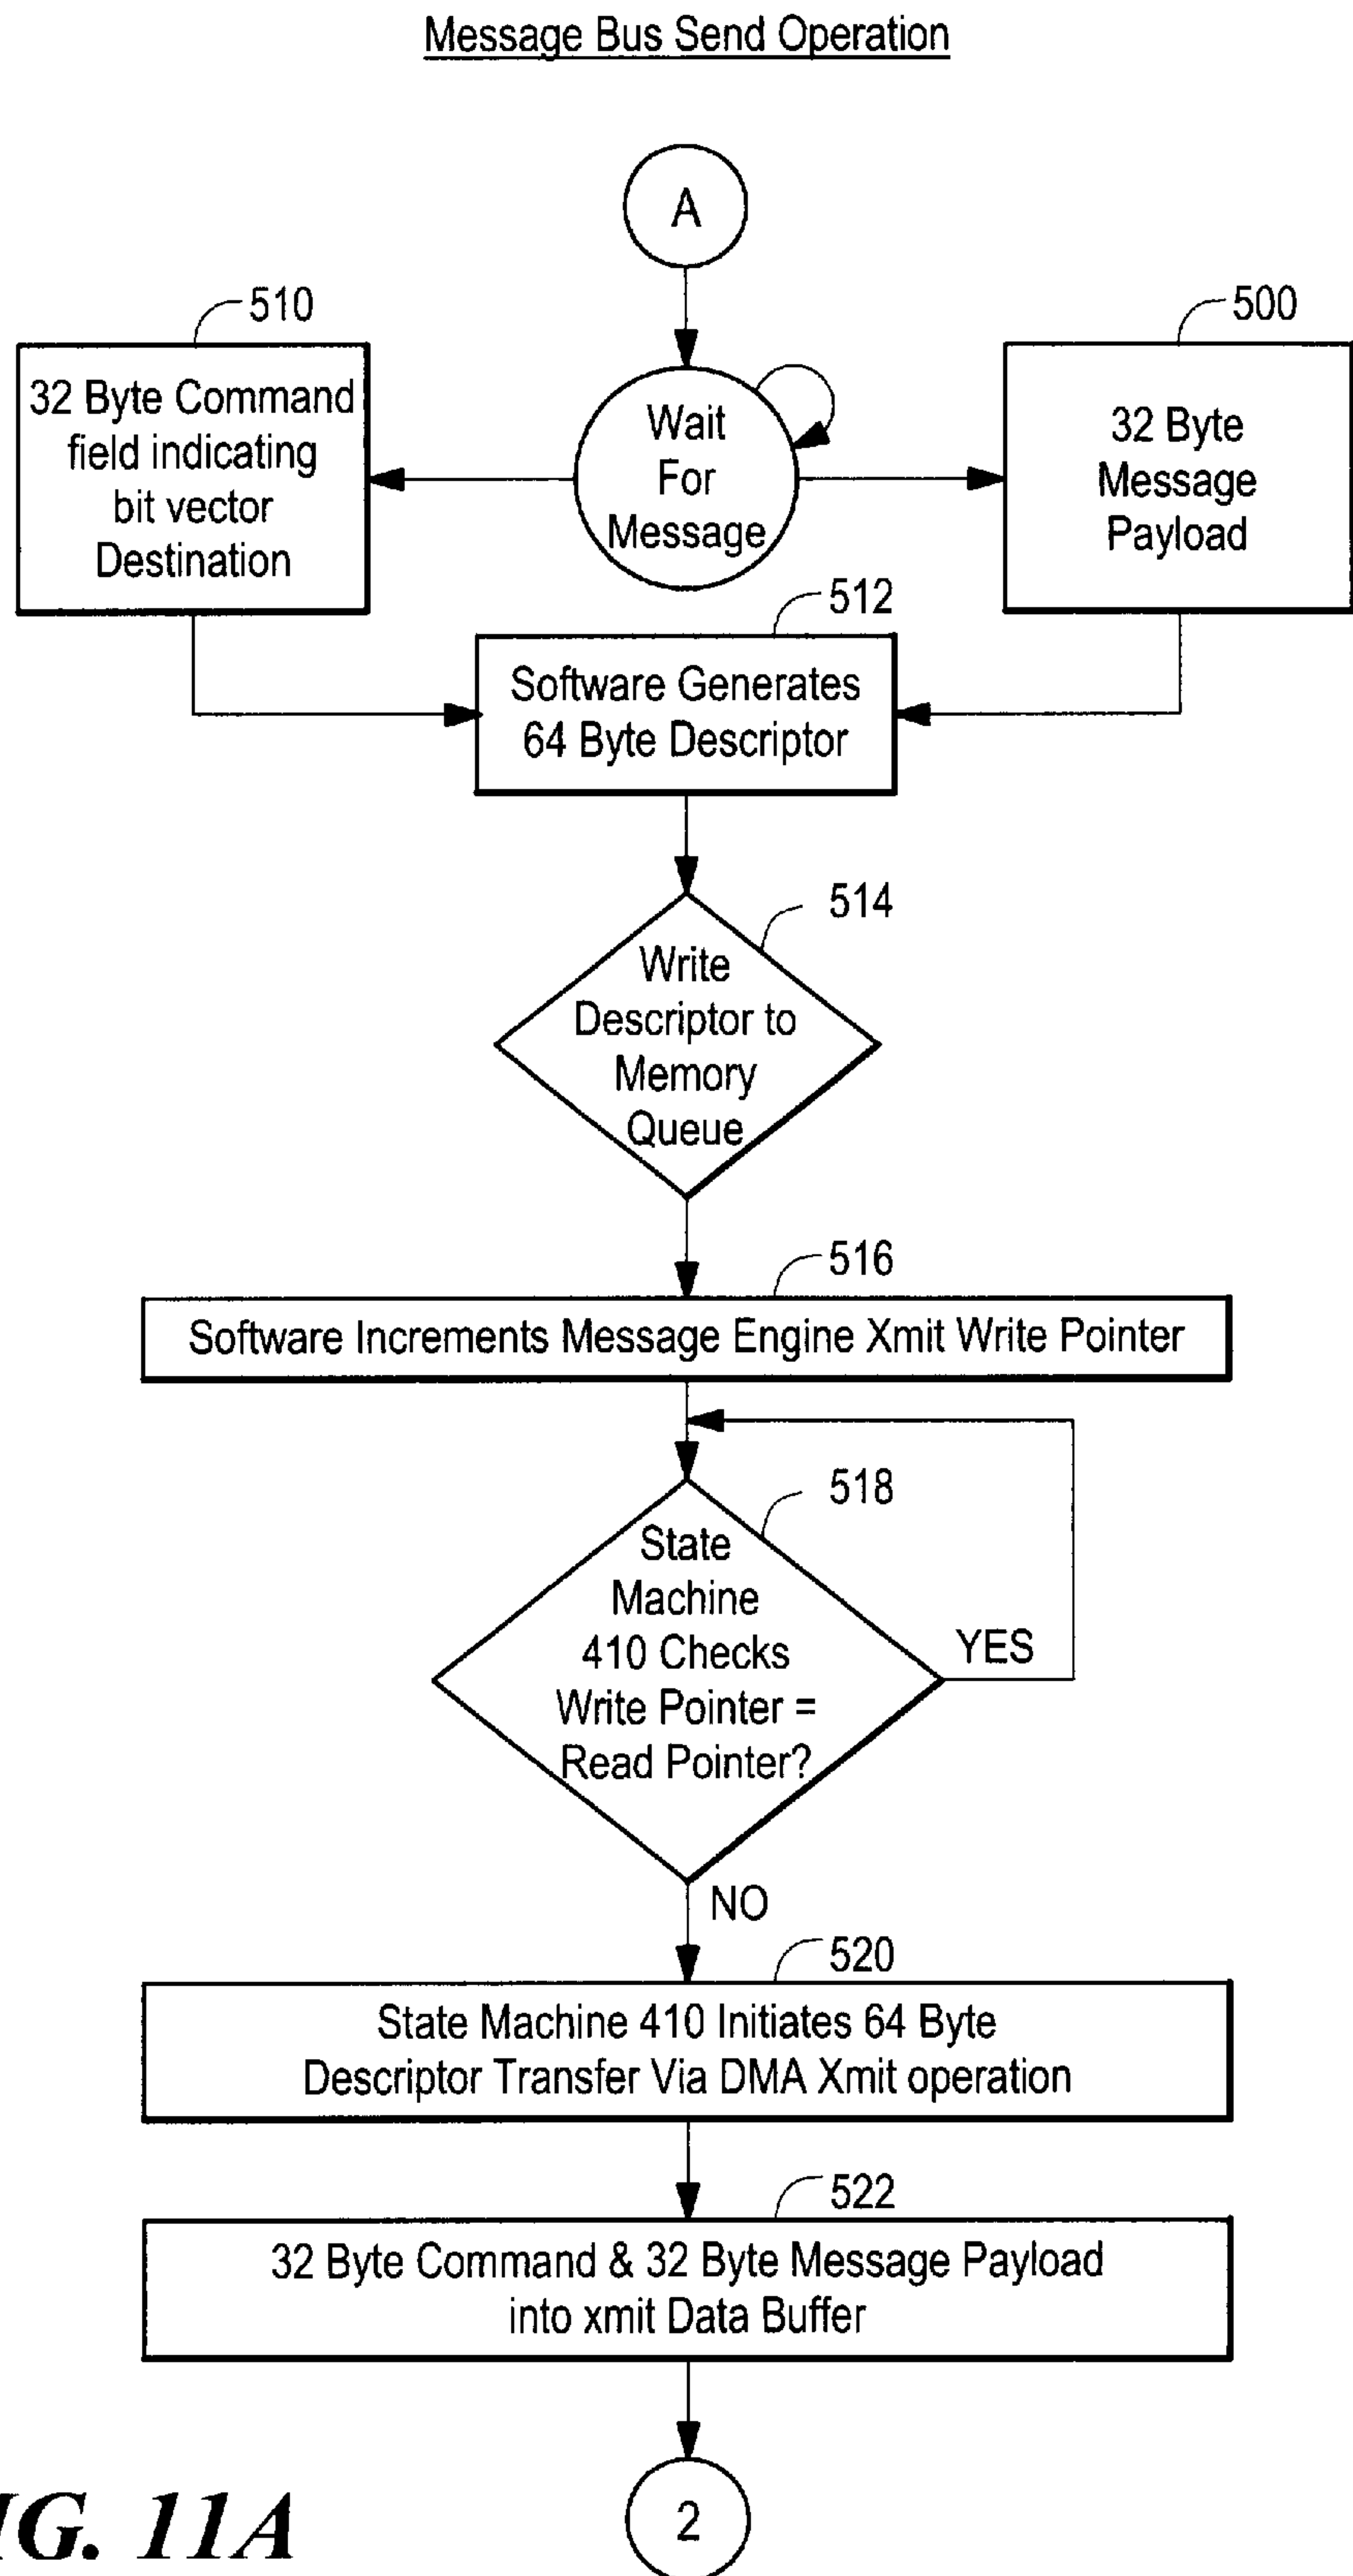 Message Bus Send Operation
A
510
500
32 Byte Command
field indicating
bit vector
Destination
Wait
For
Message
32 Byte
Message
Payload
512
Software Generates
64 Byte Descriptor
514
Write
Descriptor to
Memory
Queue
516
Software Increments Message Engine Xmit Write Pointer
518
State
Machine
410 Checks
Write Pointer =
Read Pointer?
YES
NO
520
State Machine 410 Initiates 64 Byte
Descriptor Transfer Via DMA Xmit operation
522
32 Byte Command & 32 Byte Message Payload
into xmit Data Buffer
2
IG. 11A